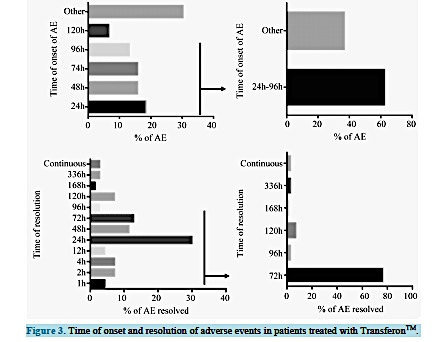 Time of onset of AE
Other
120h
96h
74h
48h
24h
0 10 20 30 40
% of AE
Time of onset of AE
Other
24h-96h
0 20 40 60 80
% of AE
Time of resolution
Continuous
336h
168h
120h
96h
72h
48h
24h
12h
4h
2h
1h
0 10 20 30 40
% of AE resolved
Time of resolution
Continuous
336h
168h
120h
96h
72h
0 20 40 60 80 100
% of AE resolved
Figure 3. Time of onset and resolution of adverse events in patients treated with Transferon™.